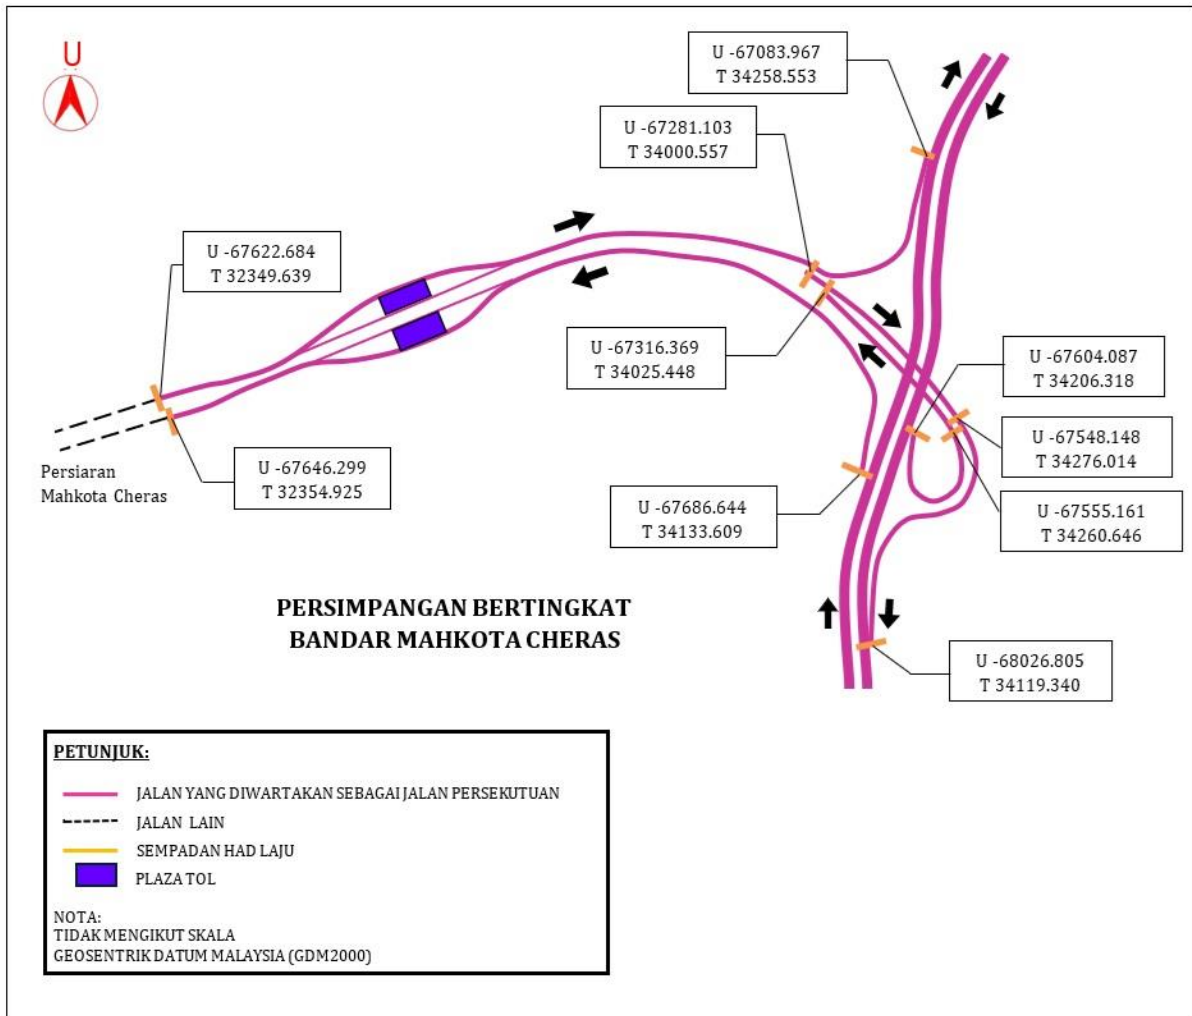 U
U -67083.967
T 34258.553
U -67281.103
T 34000.557
U -67622.684
T 32349.639
U -67316.369
T 34025.448
U -67604.087
T 34206.318
U -67548.148
T 34276.014
Persiaran
Mahkota Cheras
U -67646.299
T 32354.925
U -67686.644
T 34133.609
U -67555.161
T 34260.646
PERSIMPANGAN BERTINGKAT
BANDAR MAHKOTA CHERAS
U -68026.805
T 34119.340
PETUNJUK:
JALAN YANG DIWARTAKAN SEBAGAI JALAN PERSEKUTUAN
JALAN LAIN
SEMPADAN HAD LAJU
PLAZA TOL
NOTA:
TIDAK MENGIKUT SKALA
GEOSENTRIK DATUM MALAYSIA (GDM2000)